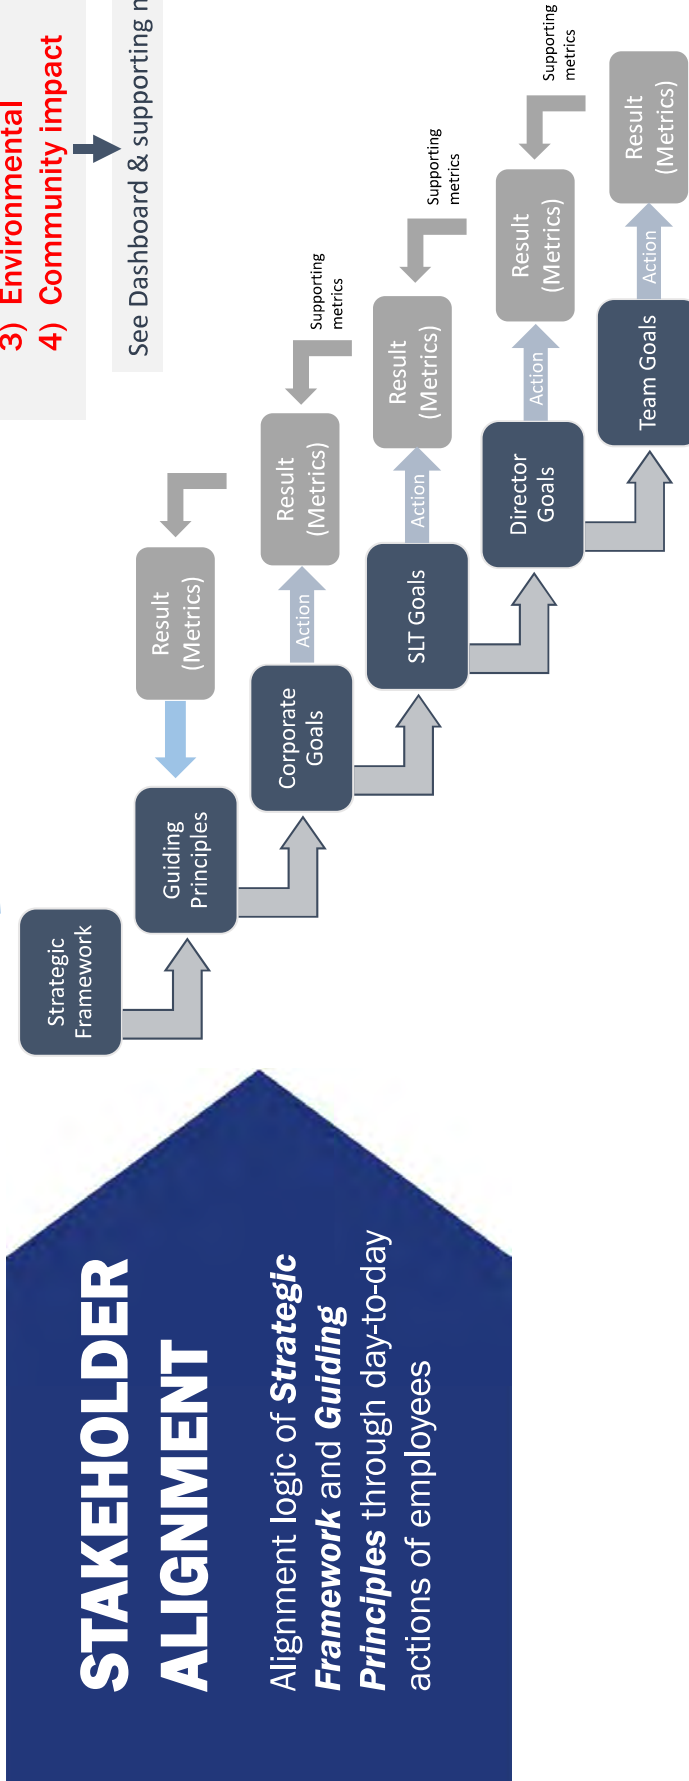 STAKEHOLDER
ALIGNMENT
Alignment logic of Strategic
Framework and Guiding
Principles through day-to-day
actions of employees
3) Environmental
4) Community impact
See Dashboard & supporting
Strategic
Framework
Guiding
Principles
Result
(Metrics)
Corporate
Goals
Action
Result
(Metrics)
Supporting
metrics
SLT Goals
Action
Result
(Metrics)
Supporting
metrics
Director
Goals
Action
Result
(Metrics)
Supporting
metrics
Team Goals
Action
Result
(Metrics)